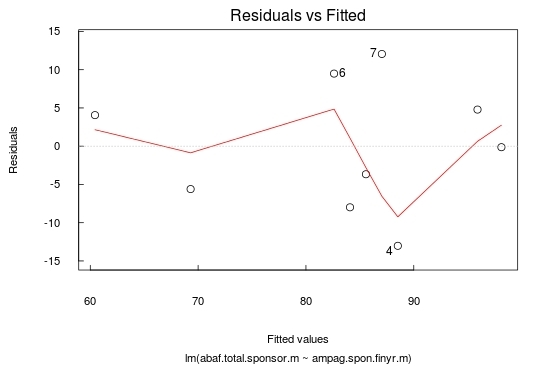 Residuals vs Fitted
15
10
5
0
-5
-10
-15
Residuals
7
6
4
60 70 80 90
Fitted values
lm(abaf.total.sponsor.m ~ ampag.spon.finyr.m)